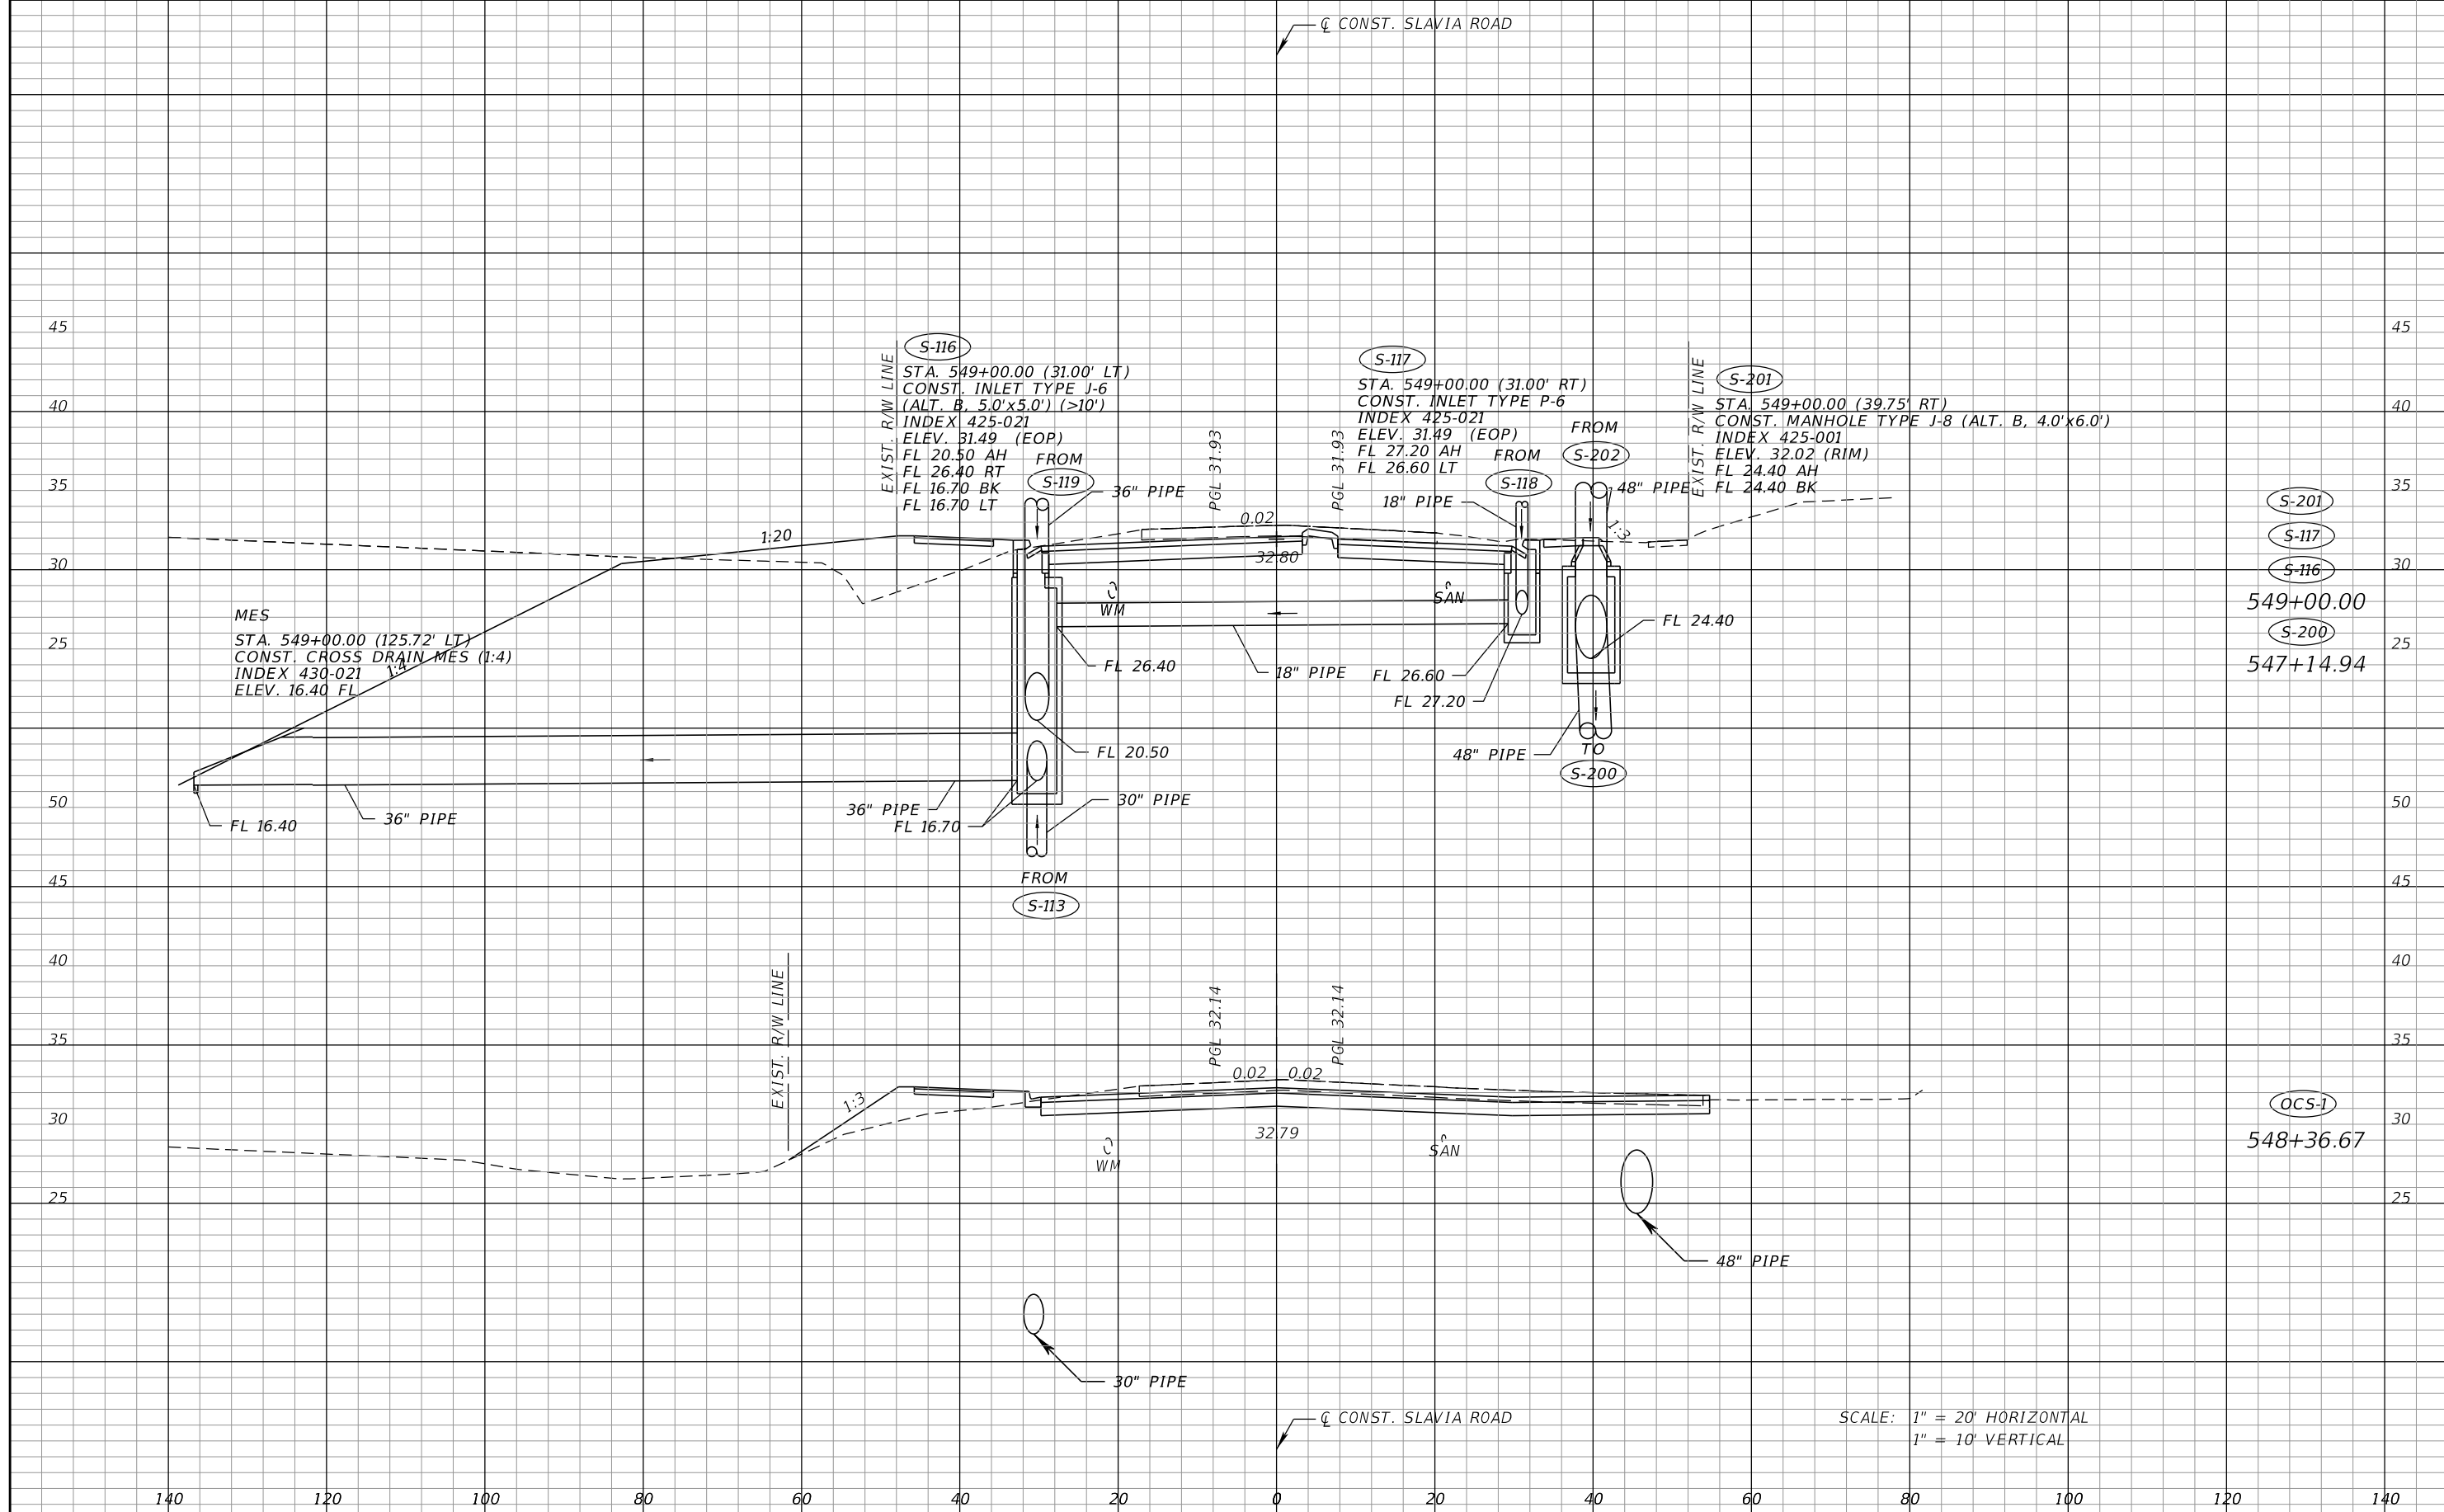 ℄ CONST. SLAVIA ROAD
45
45
S-116
STA. 549+00.00 (31.00' LT)
CONST. INLET TYPE J-6
(ALT. B, 5.0'x5.0') (>10')
INDEX 425-021
ELEV. 31.49 (EOP)
FL 20.50 AH
FL 26.40 RT
FL 16.70 BK
FL 16.70 LT
EXIST. R/W LINE
FROM
S-119
36" PIPE
PGL 31.93
PGL 31.93
S-117
STA. 549+00.00 (31.00' RT)
CONST. INLET TYPE P-6
INDEX 425-021
ELEV. 31.49 (EOP)
FL 27.20 AH
FL 26.60 LT
FROM
S-118
18" PIPE
FROM
S-202
48" PIPE
EXIST. R/W LINE
S-201
STA. 549+00.00 (39.75' RT)
CONST. MANHOLE TYPE J-8 (ALT. B, 4.0'x6.0')
INDEX 425-001
ELEV. 32.02 (RIM)
FL 24.40 AH
FL 24.40 BK
40
40
35
35
S-201
S-117
S-116
549+00.00
S-200
547+14.94
1:20
0.02
1:3
32.80
30
30
WM
SAN
MES
STA. 549+00.00 (125.72' LT)
CONST. CROSS DRAIN MES (1:4)
INDEX 430-021
ELEV. 16.40 FL
1:4
25
25
FL 24.40
FL 26.40
18" PIPE
FL 26.60
FL 27.20
FL 20.50
48" PIPE
TO
S-200
50
50
36" PIPE
30" PIPE
FL 16.40
36" PIPE
FL 16.70
FROM
S-113
45
45
40
40
EXIST. R/W LINE
PGL 32.14
PGL 32.14
35
35
0.02
0.02
1:3
32.79
30
30
OCS-1
548+36.67
WM
SAN
25
25
48" PIPE
30" PIPE
℄ CONST. SLAVIA ROAD
SCALE: 1" = 20' HORIZONTAL
1" = 10' VERTICAL
140 120 100 80 60 40 20 0 20 40 60 80 100 120 140